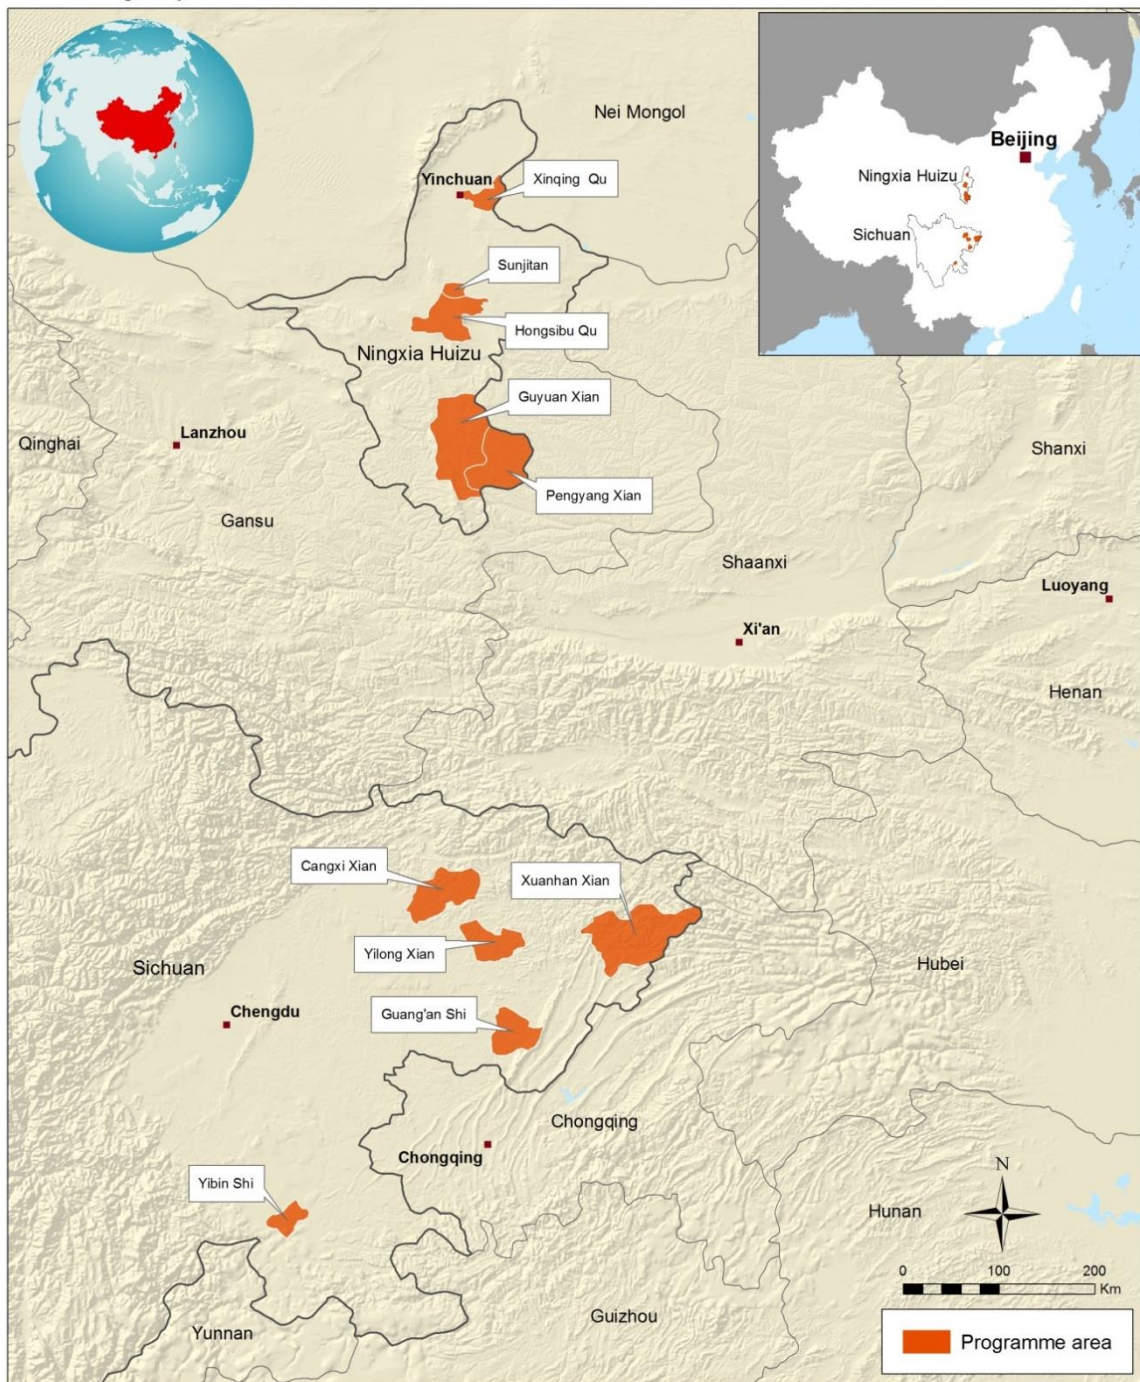 Nei Mongol
Beijing
Yinchuan
Xinqing Qu
Ningxia Huizu
Sichuan
Sunjitan
Hongsibu Qu
Ningxia Huizu
Guyuan Xian
Lanzhou
Qinghai
Shanxi
Pengyang Xian
Gansu
Shaanxi
Luoyang
Xi'an
Henan
Cangxi Xian
Xuanhan Xian
Yilong Xian
Sichuan
Hubei
Chengdu
Guang'an Shi
Chongqing
Chongqing
N
Yibin Shi
Hunan
0 100 200
Km
Guizhou
Yunnan
Programme area